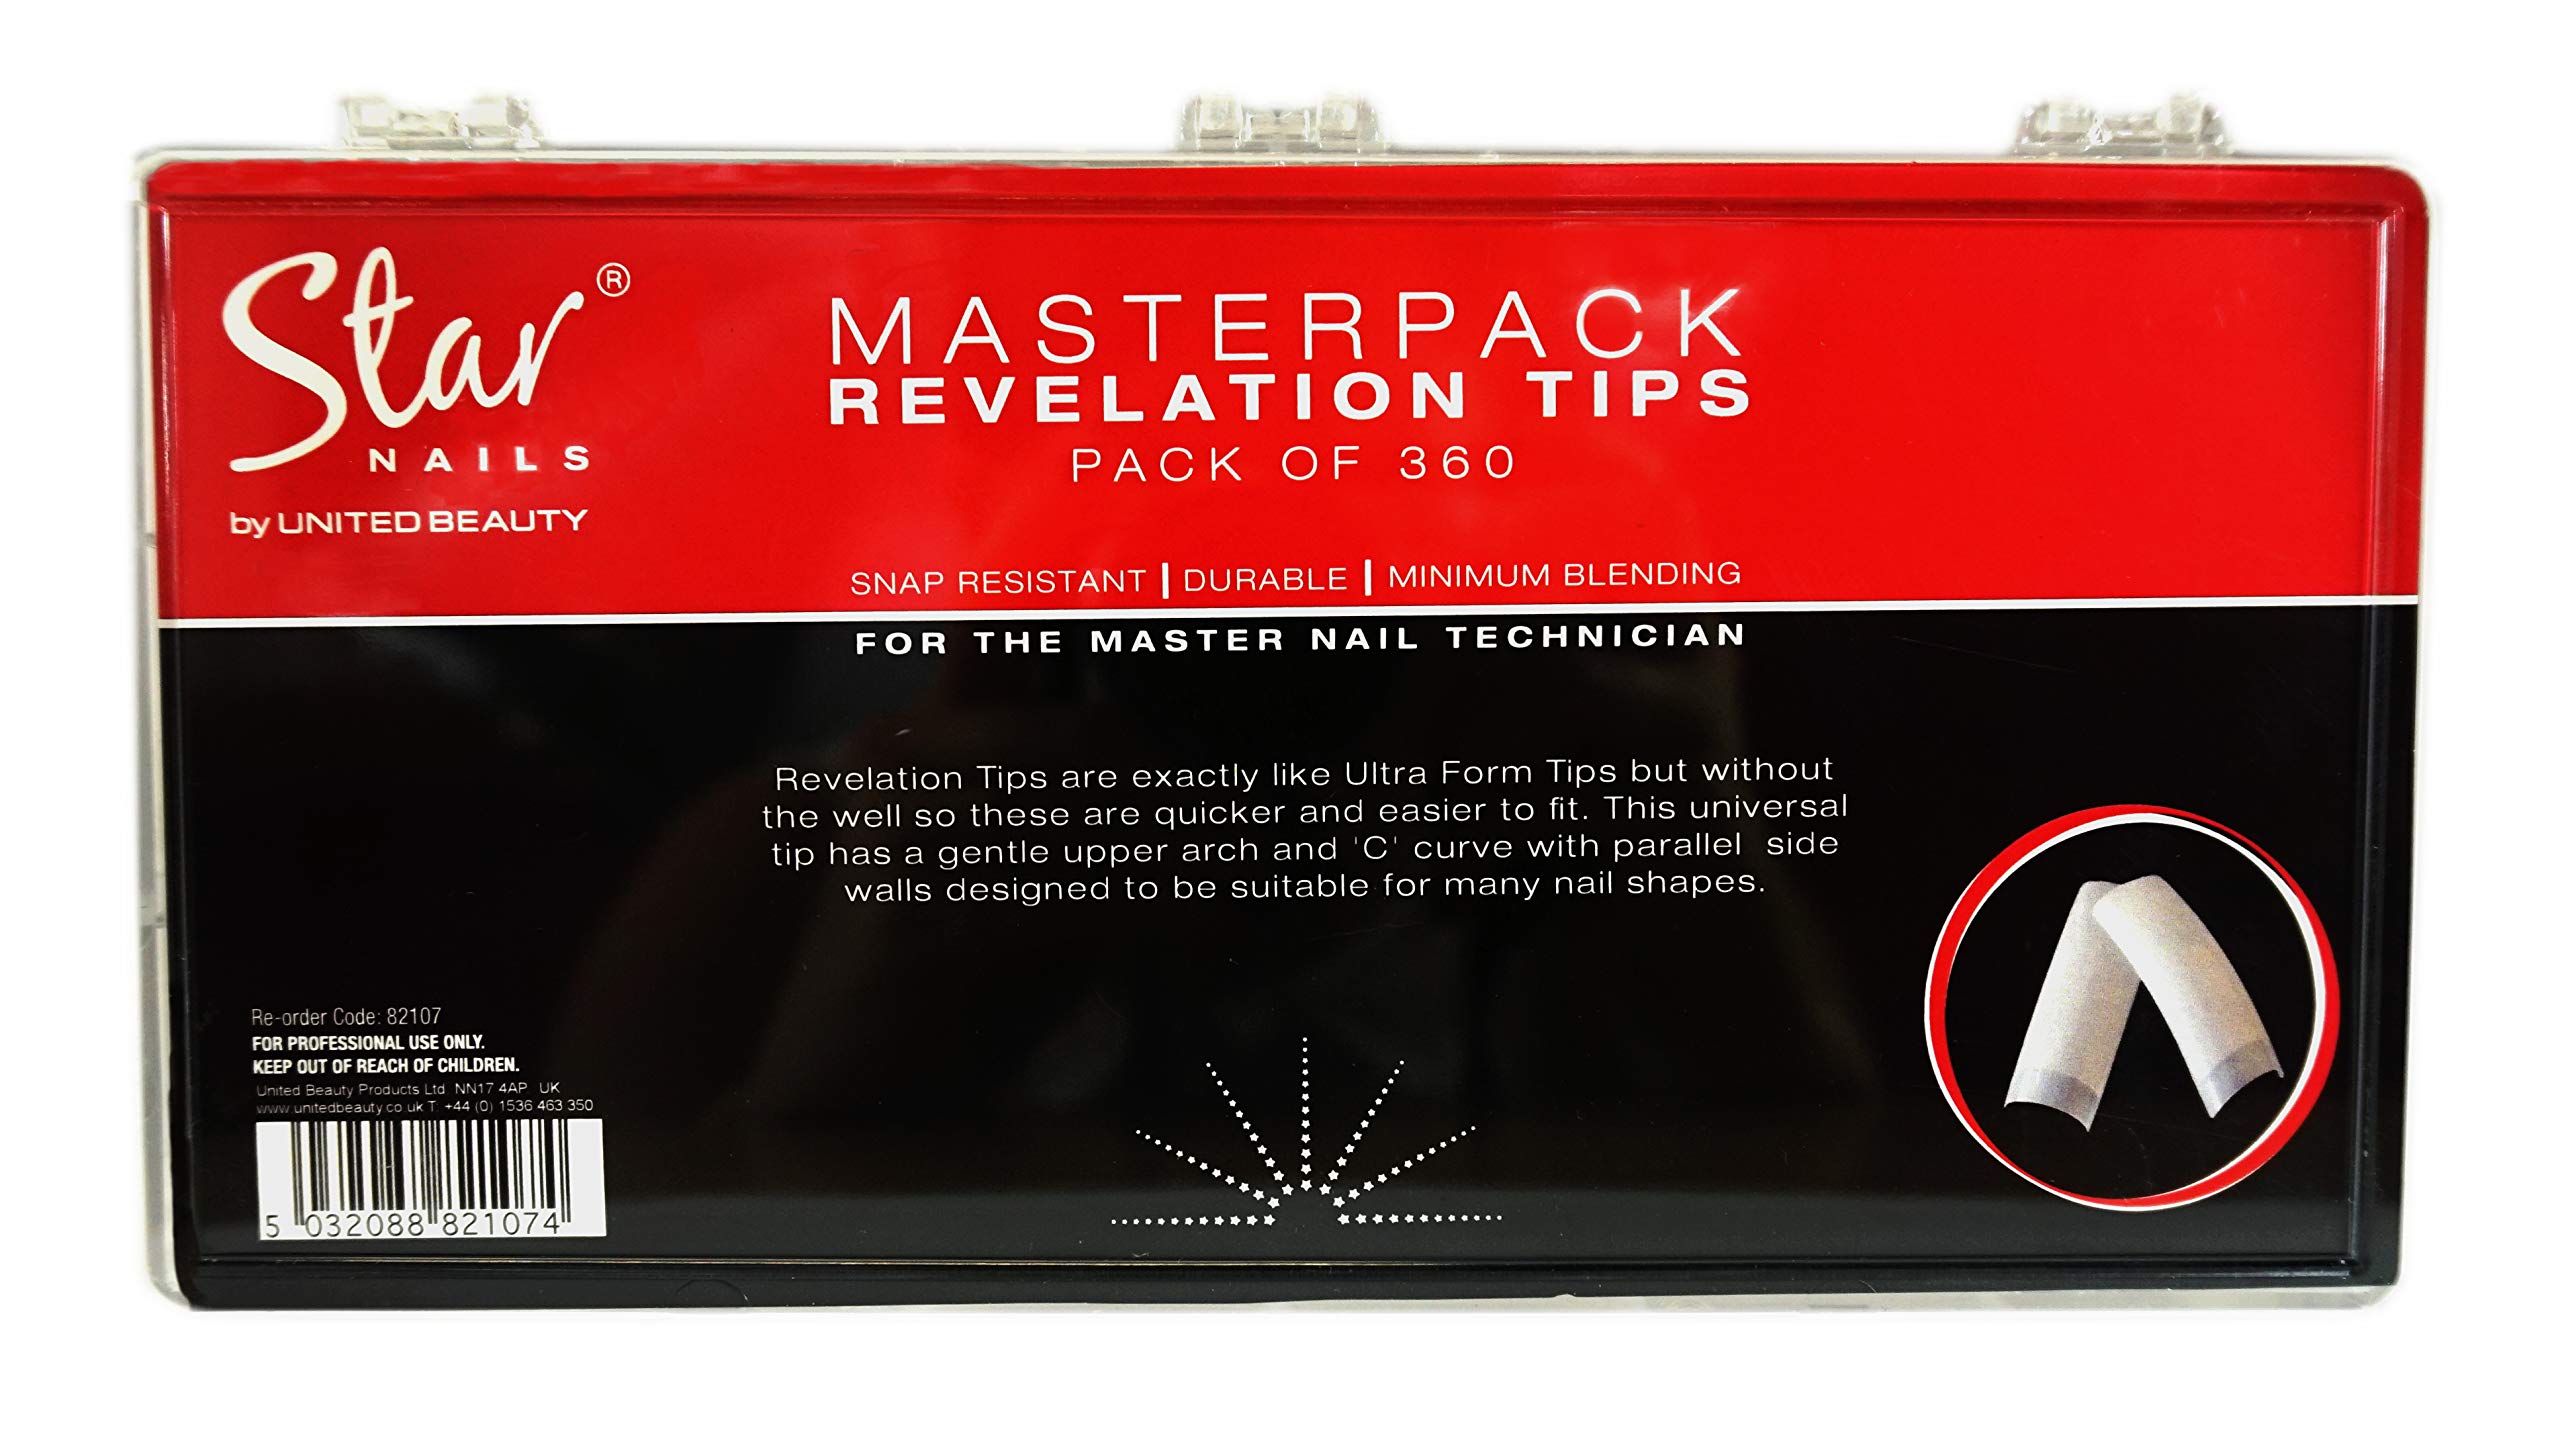 Star®
NAILS
by UNITED BEAUTY
MASTERPACK
REVELATION TIPS
PACK OF 360
SNAP RESISTANT | DURABLE | MINIMUM BLENDING
FOR THE MASTER NAIL TECHNICIAN
Revelation Tips are exactly like Ultra Form Tips but without
the well so these are quicker and easier to fit. This universal
tip has a gentle upper arch and 'C' curve with parallel side
walls designed to be suitable for many nail shapes.
Re-order Code: 82107
FOR PROFESSIONAL USE ONLY.
KEEP OUT OF REACH OF CHILDREN.
United Beauty Products Ltd. NN17 4AP. UK
www.unitedbeauty.co.uk T: +44 (0) 1536 463 350
5 032088 821074